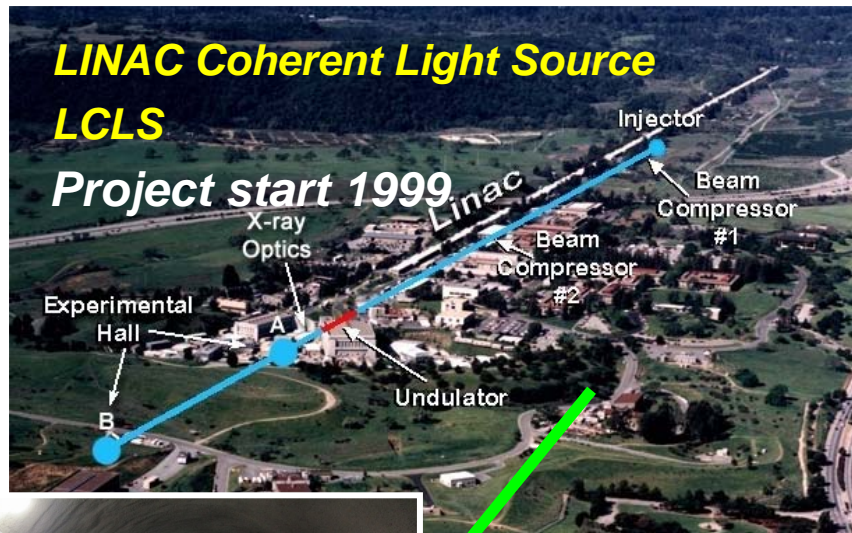 LINAC Coherent Light Source
LCLS
Project start 1999
Injector
Linac
Beam
Compressor
#1
X-ray
Optics
Beam
Compressor
#2
Experimental
Hall
A
Undulator
B